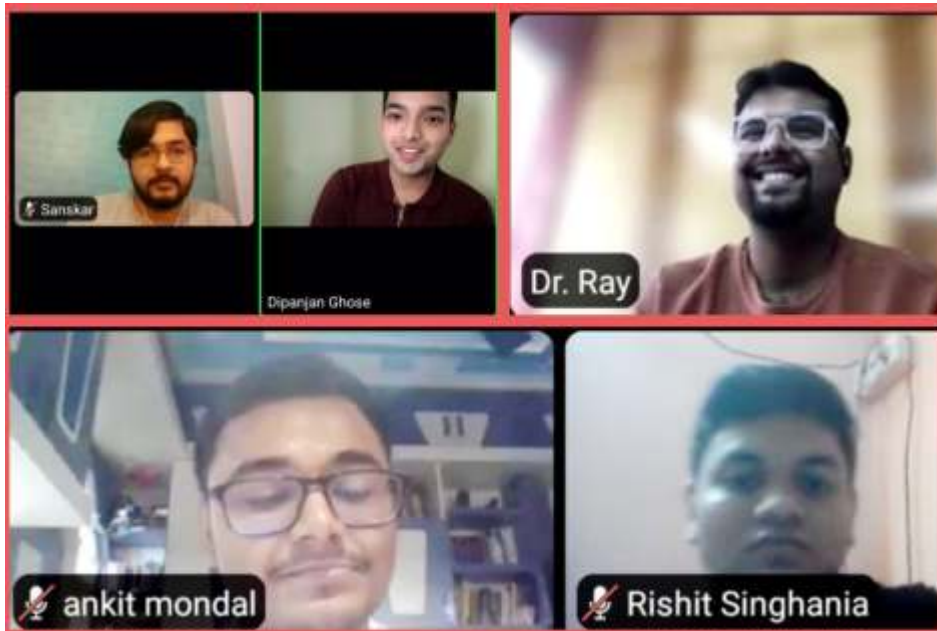 Sanskar
Dipanjan Ghose
Dr. Ray
ankit mondal
Rishit Singhania